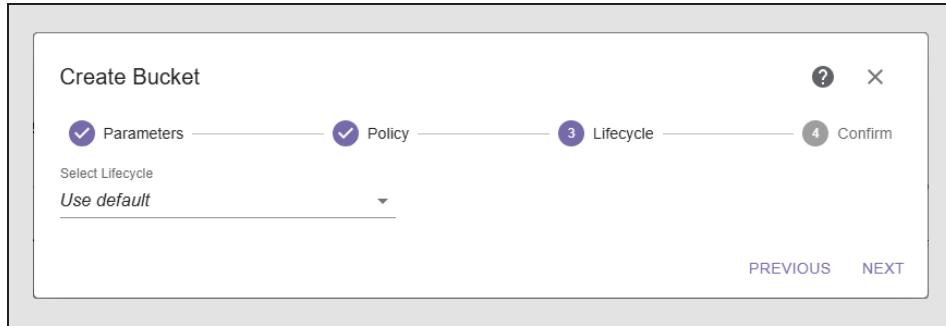 Create Bucket
?
Parameters
Policy
3 Lifecycle
4 Confirm
Select Lifecycle
Use default
PREVIOUS NEXT